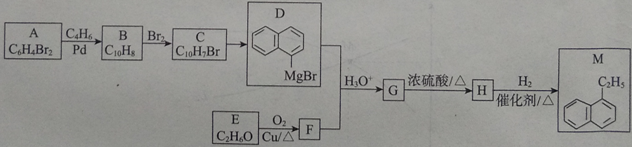 A
C₆H₄Br₂
C₄H₆
Pd
B
C₁₀H₈
Br₂
C
C₁₀H₇Br
D
MgBr
E
C₂H₆O
O₂
Cu/△
F
H₃O⁺
G
浓硫酸/△
H
H₂
催化剂/△
M
C₂H₅